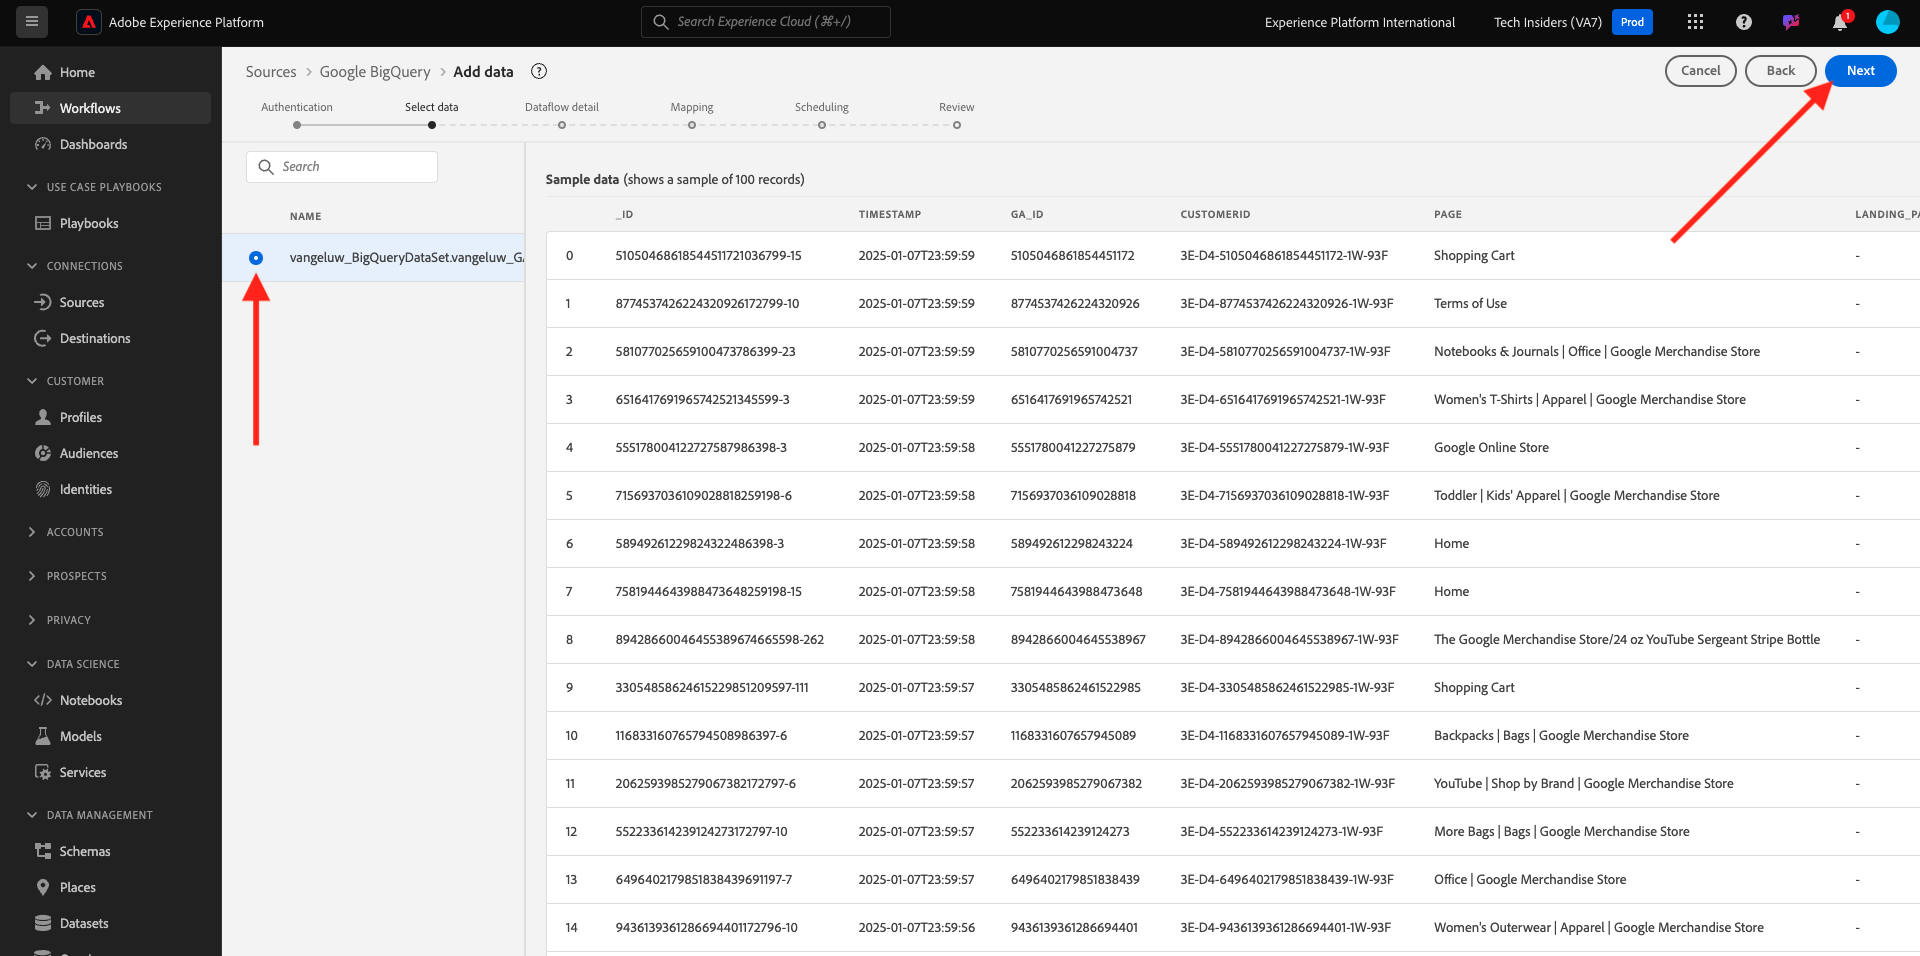 Adobe Experience Platform
Search Experience Cloud (⌘+/)
Experience Platform International
Tech Insiders (VA7)
Prod
1
Home
Workflows
Dashboards
USE CASE PLAYBOOKS
Playbooks
CONNECTIONS
Sources
Destinations
CUSTOMER
Profiles
Audiences
Identities
ACCOUNTS
PROSPECTS
PRIVACY
DATA SCIENCE
Notebooks
Models
Services
DATA MANAGEMENT
Schemas
Places
Datasets
Sources > Google BigQuery > Add data
Cancel
Back
Next
Authentication
Select data
Dataflow detail
Mapping
Scheduling
Review
Search
NAME
vangeluw_BigQueryDataSet.vangeluw_GA
Sample data (shows a sample of 100 records)
_ID TIMESTAMP GA_ID CUSTOMERID PAGE LANDING_PA
0 51050468618544511721036799-15 2025-01-07T23:59:59 5105046861854451172 3E-D4-5105046861854451172-1W-93F Shopping Cart -
1 8774537426224320926172799-10 2025-01-07T23:59:59 8774537426224320926 3E-D4-8774537426224320926-1W-93F Terms of Use -
2 581077025659100473786399-23 2025-01-07T23:59:59 5810770256591004737 3E-D4-5810770256591004737-1W-93F Notebooks & Journals | Office | Google Merchandise Store -
3 6516417691965742521345599-3 2025-01-07T23:59:59 6516417691965742521 3E-D4-6516417691965742521-1W-93F Women's T-Shirts | Apparel | Google Merchandise Store -
4 555178004122727587986398-3 2025-01-07T23:59:58 5551780041227275879 3E-D4-5551780041227275879-1W-93F Google Online Store -
5 7156937036109028818259198-6 2025-01-07T23:59:58 7156937036109028818 3E-D4-7156937036109028818-1W-93F Toddler | Kids' Apparel | Google Merchandise Store -
6 58949261229824322486398-3 2025-01-07T23:59:58 589492612298243224 3E-D4-589492612298243224-1W-93F Home -
7 7581944643988473648259198-15 2025-01-07T23:59:58 7581944643988473648 3E-D4-7581944643988473648-1W-93F Home -
8 89428660046455389674665598-262 2025-01-07T23:59:58 8942866004645538967 3E-D4-8942866004645538967-1W-93F The Google Merchandise Store/24 oz YouTube Sergeant Stripe Bottle -
9 33054858624615229851209597-111 2025-01-07T23:59:57 3305485862461522985 3E-D4-3305485862461522985-1W-93F Shopping Cart -
10 116833160765794508986397-6 2025-01-07T23:59:57 1168331607657945089 3E-D4-1168331607657945089-1W-93F Backpacks | Bags | Google Merchandise Store -
11 2062593985279067382172797-6 2025-01-07T23:59:57 2062593985279067382 3E-D4-2062593985279067382-1W-93F YouTube | Shop by Brand | Google Merchandise Store -
12 552233614239124273172797-10 2025-01-07T23:59:57 552233614239124273 3E-D4-552233614239124273-1W-93F More Bags | Bags | Google Merchandise Store -
13 6496402179851838439691197-7 2025-01-07T23:59:57 6496402179851838439 3E-D4-6496402179851838439-1W-93F Office | Google Merchandise Store -
14 9436139361286694401172796-10 2025-01-07T23:59:56 9436139361286694401 3E-D4-9436139361286694401-1W-93F Women's Outerwear | Apparel | Google Merchandise Store -